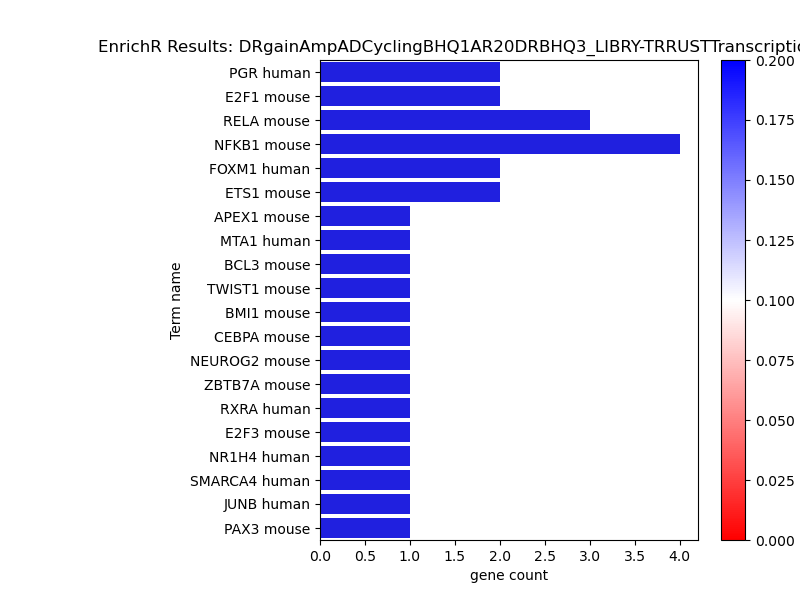 EnrichR Results: DRgainAmpADCyclingBHQ1AR20DRBHQ3_LIBRY-TRRUSTTranscriptio
PGR human
E2F1 mouse
RELA mouse
NFKB1 mouse
FOXM1 human
ETS1 mouse
APEX1 mouse
MTA1 human
BCL3 mouse
TWIST1 mouse
BMI1 mouse
CEBPA mouse
NEUROG2 mouse
ZBTB7A mouse
RXRA human
E2F3 mouse
NR1H4 human
SMARCA4 human
JUNB human
PAX3 mouse
Term name
0.0 0.5 1.0 1.5 2.0 2.5 3.0 3.5 4.0
gene count
0.200
0.175
0.150
0.125
0.100
0.075
0.050
0.025
0.000